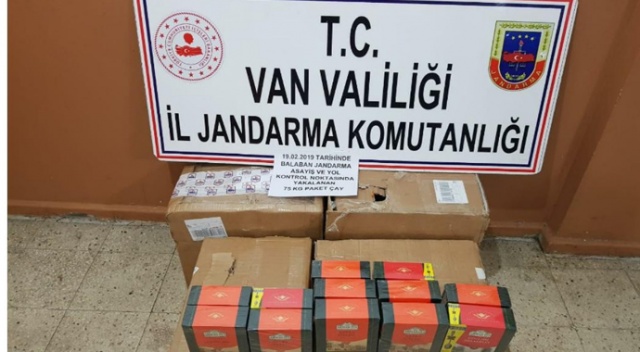 T.C.
VAN VALİLİĞİ
İL JANDARMA KOMUTANLIĞI
JANDARMA
19.02.2019 TARİHİNDE
BALABAN JANDARMA
ASAYİŞ VE YOL
KONTROL NOKTASINDA
YAKALANAN
75 KG PAKET ÇAY